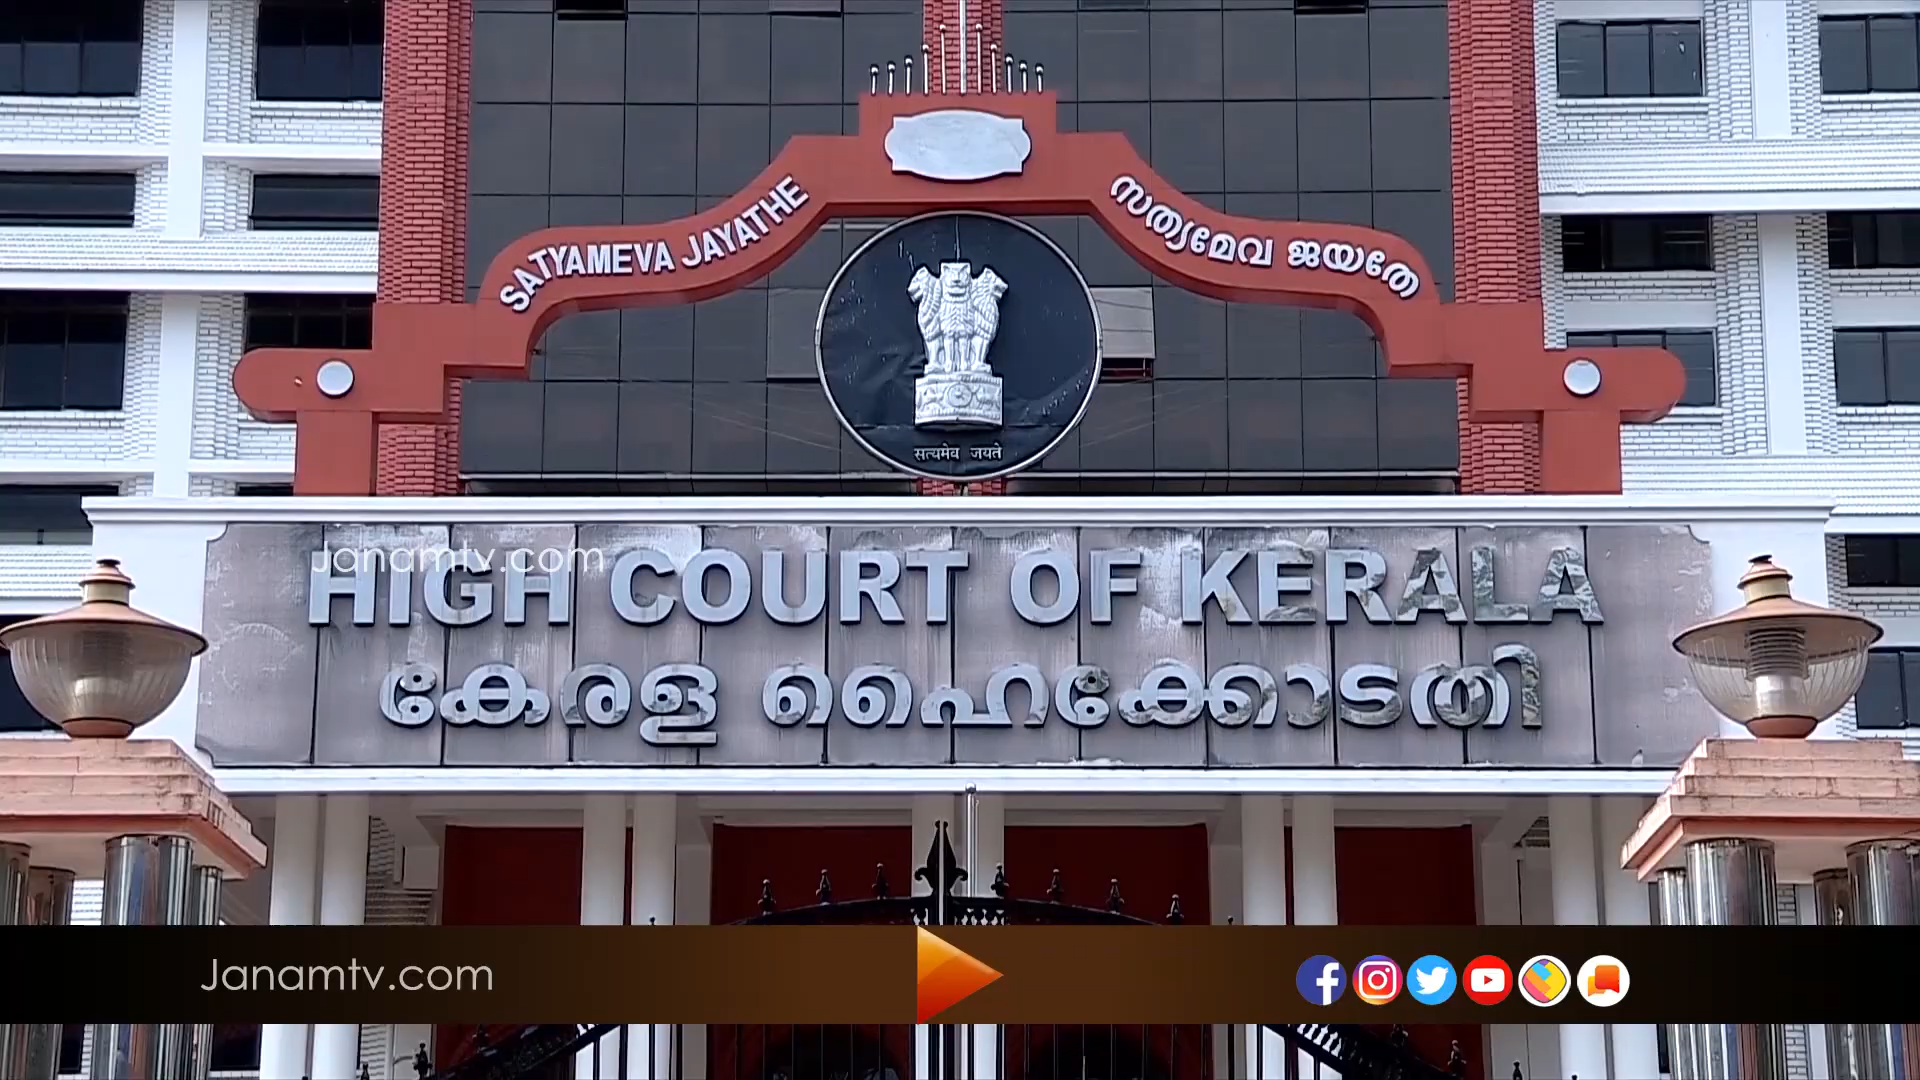 SATYAMEVA JAYATHE
സത്യമേവ ജയതേ
सत्यमेव जयते
Janamtv.com
HIGH COURT OF KERALA
കേരള ഹൈക്കോടതി
Janamtv.com